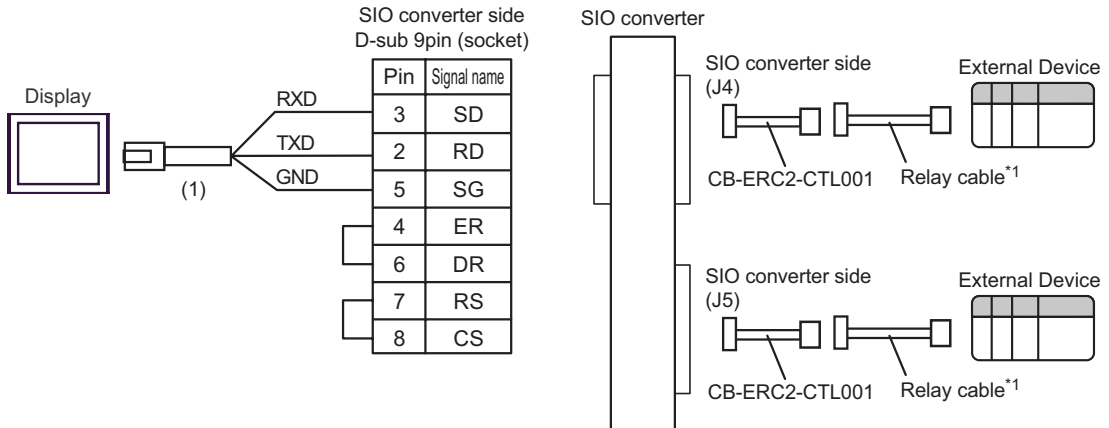 SIO converter side
D-sub 9pin (socket)
Pin Signal name
3 SD
2 RD
5 SG
4 ER
6 DR
7 RS
8 CS
Display
RXD
TXD
GND
(1)
SIO converter
SIO converter side
(J4)
External Device
CB-ERC2-CTL001
Relay cable*1
SIO converter side
(J5)
External Device
CB-ERC2-CTL001
Relay cable*1